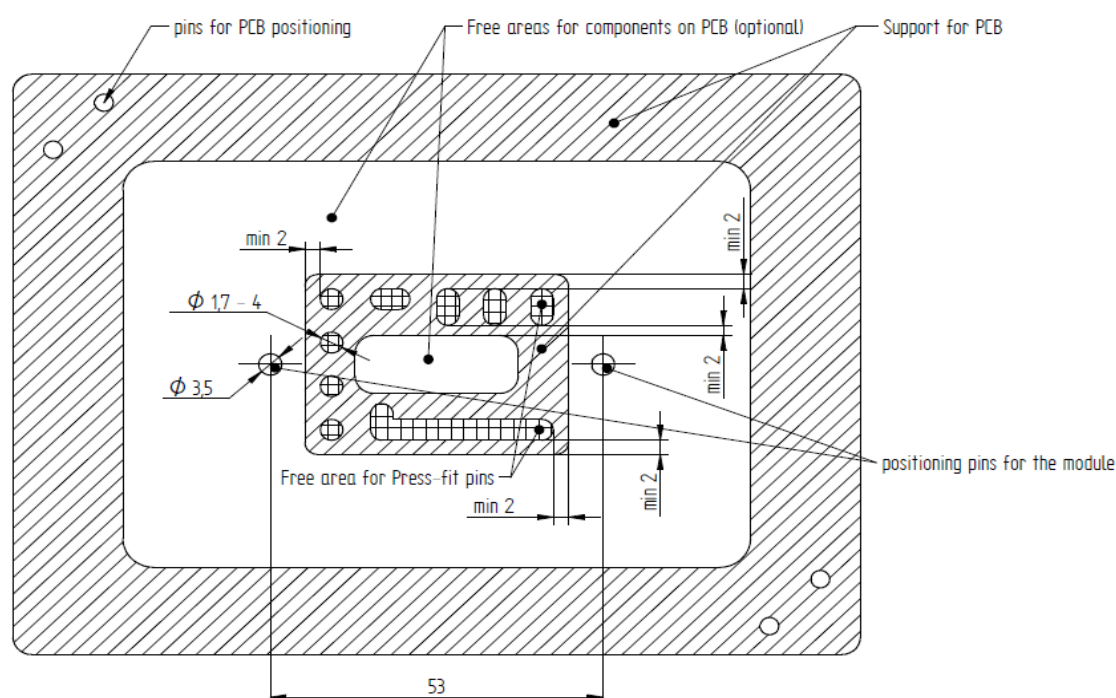 pins for PCB positioning
Free areas for components on PCB (optional)
Support for PCB
min 2
min 2
Φ 1,7 - 4
min 2
Φ 3,5
positioning pins for the module
Free area for Press-fit pins
min 2
min 2
53